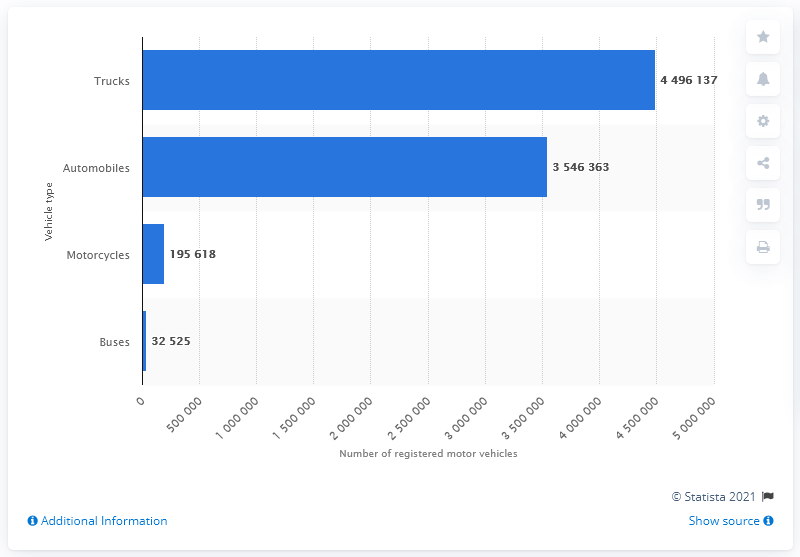 Vehicle type
Trucks
4 496 137
Automobiles
3 546 363
Motorcycles
195 618
Buses
32 525
0
500 000
1 000 000
1 500 000
2 000 000
2 500 000
3 000 000
3 500 000
4 000 000
4 500 000
5 000 000
Number of registered motor vehicles
© Statista 2021
Additional Information
Show source